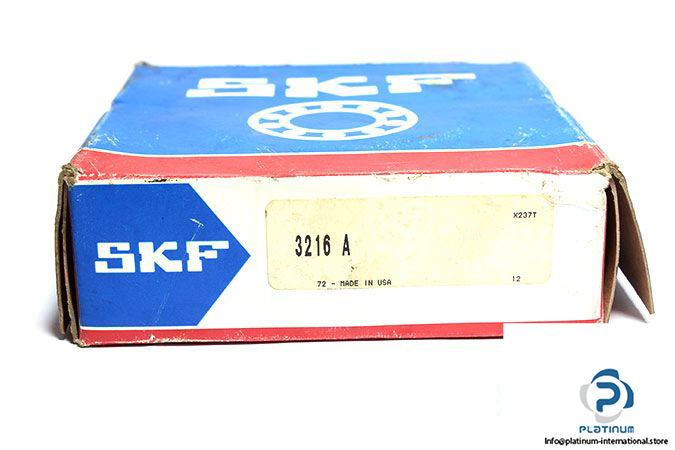 SKF
X237T
SKF
3216 A
72 - MADE IN USA
12
P
PLATINUM
Info@platinum-international.store